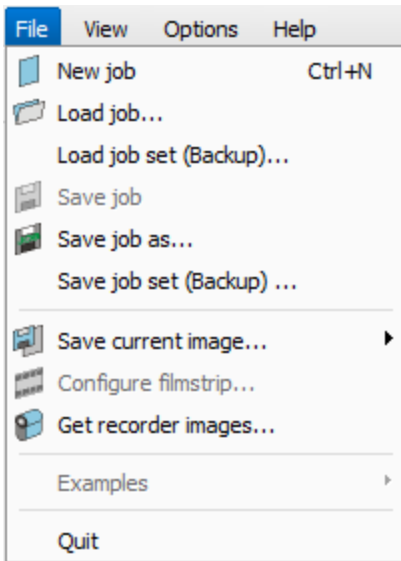 File View Options Help
New job Ctrl+N
Load job...
Load job set (Backup)...
Save job
Save job as...
Save job set (Backup) ...
Save current image...
Configure filmstrip...
Get recorder images...
Examples
Quit